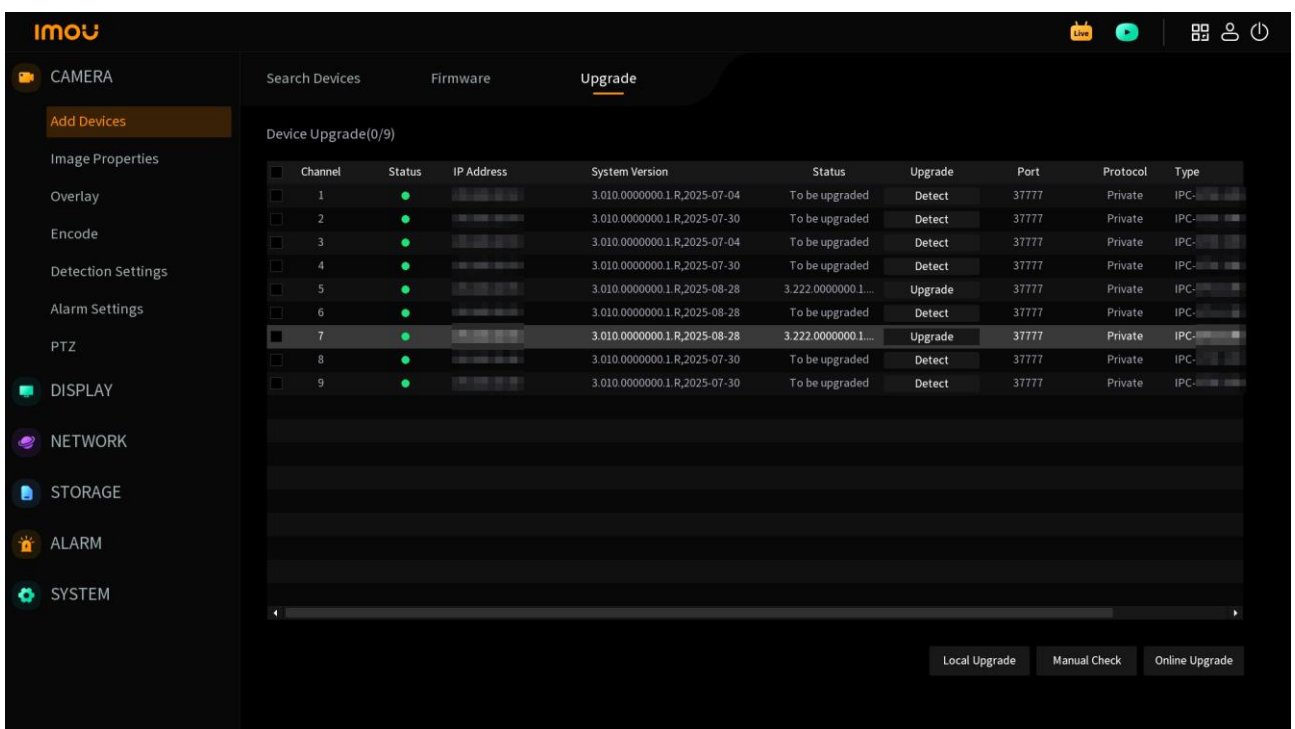 imou
Live
CAMERA
Search Devices Firmware Upgrade
Add Devices
Device Upgrade(0/9)
Image Properties
Channel Status IP Address System Version Status Upgrade Port Protocol Type
1 3.010.0000000.1.R,2025-07-04 To be upgraded Detect 37777 Private IPC-
Overlay
2 3.010.0000000.1.R,2025-07-30 To be upgraded Detect 37777 Private IPC-
Encode
3 3.010.0000000.1.R,2025-07-04 To be upgraded Detect 37777 Private IPC-
4 3.010.0000000.1.R,2025-07-30 To be upgraded Detect 37777 Private IPC-
Detection Settings
5 3.010.0000000.1.R,2025-08-28 3.222.0000000.1.... Upgrade 37777 Private IPC-
Alarm Settings
6 3.010.0000000.1.R,2025-08-28 To be upgraded Detect 37777 Private IPC-
7 3.010.0000000.1.R,2025-08-28 3.222.0000000.1.... Upgrade 37777 Private IPC-
PTZ
8 3.010.0000000.1.R,2025-07-30 To be upgraded Detect 37777 Private IPC-
9 3.010.0000000.1.R,2025-07-30 To be upgraded Detect 37777 Private IPC-
DISPLAY
NETWORK
STORAGE
ALARM
SYSTEM
Local Upgrade Manual Check Online Upgrade